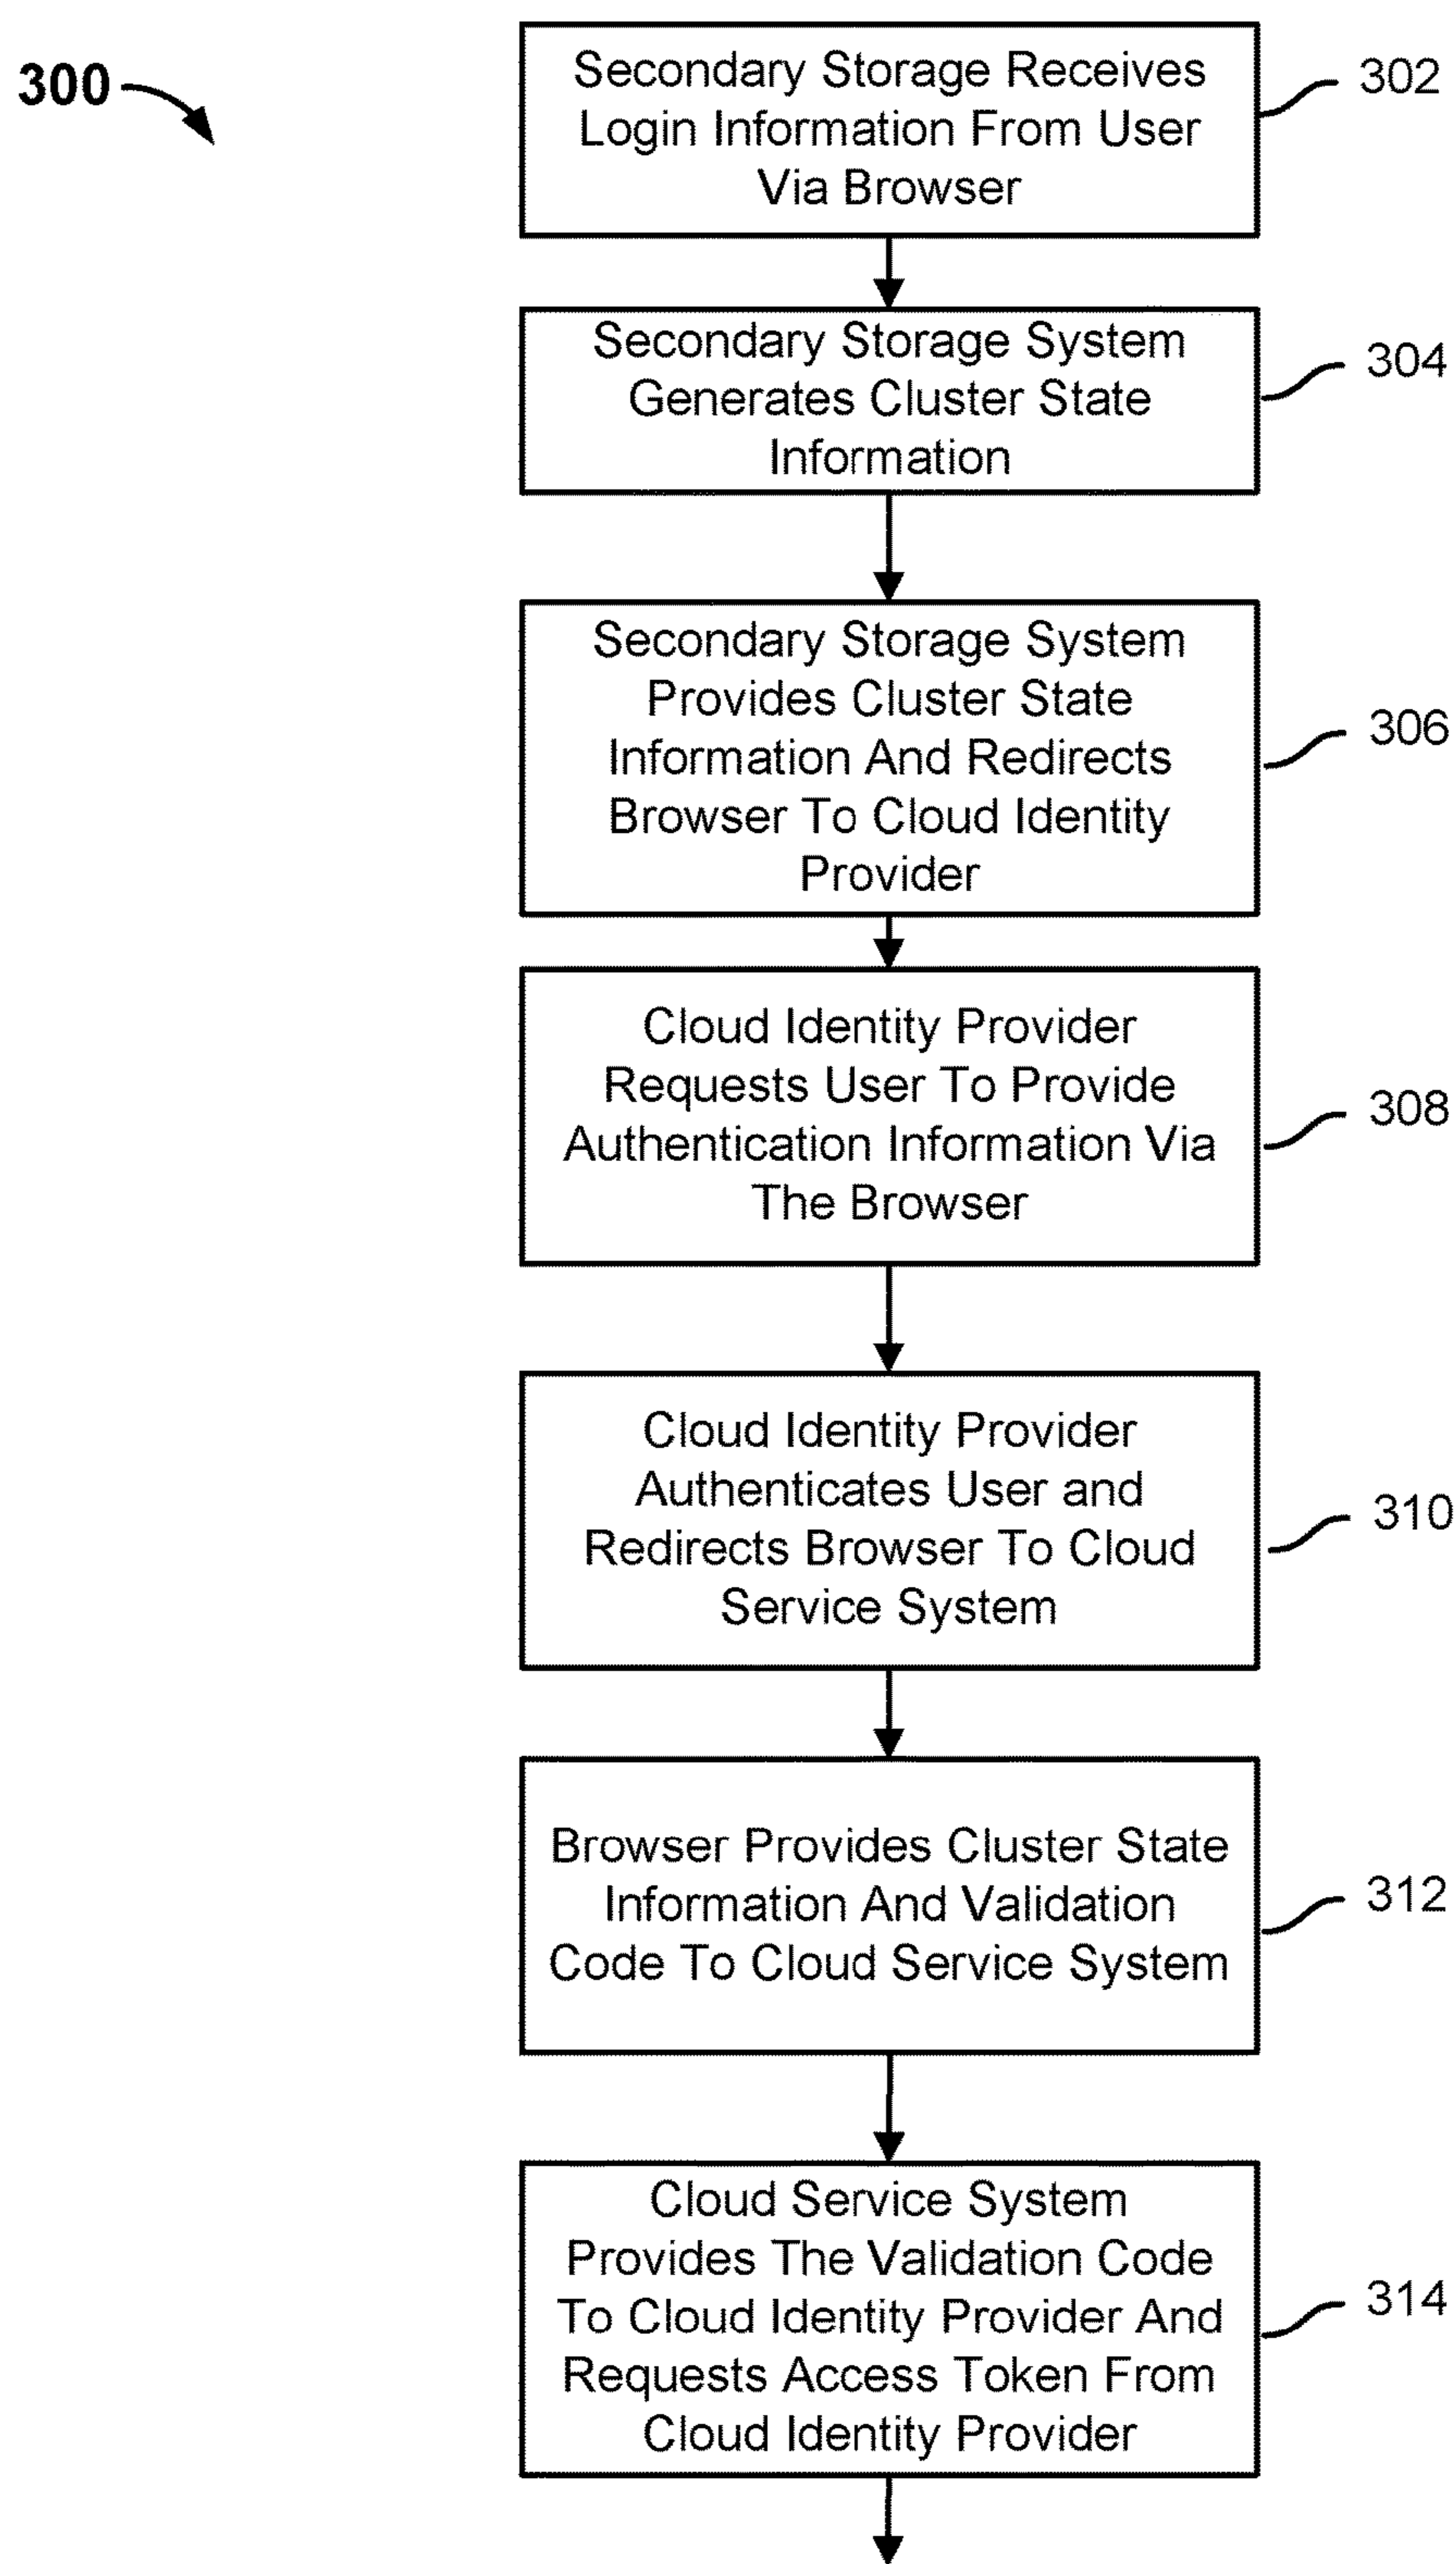 300
Secondary Storage Receives
Login Information From User
Via Browser
302
Secondary Storage System
Generates Cluster State
Information
304
Secondary Storage System
Provides Cluster State
Information And Redirects
Browser To Cloud Identity
Provider
306
Cloud Identity Provider
Requests User To Provide
Authentication Information Via
The Browser
308
Cloud Identity Provider
Authenticates User and
Redirects Browser To Cloud
Service System
310
Browser Provides Cluster State
Information And Validation
Code To Cloud Service System
312
Cloud Service System
Provides The Validation Code
To Cloud Identity Provider And
Requests Access Token From
Cloud Identity Provider
314